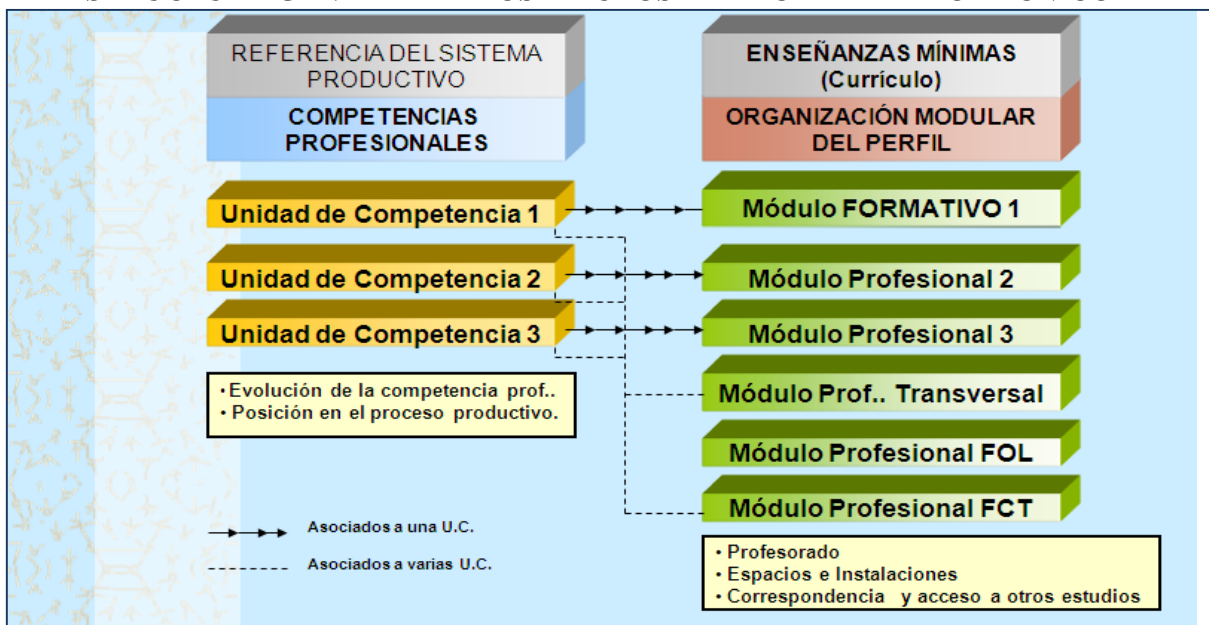 REFERENCIA DEL SISTEMA
PRODUCTIVO
COMPETENCIAS
PROFESIONALES
Unidad de Competencia 1
Unidad de Competencia 2
Unidad de Competencia 3
• Evolución de la competencia prof..
• Posición en el proceso productivo.
Asociados a una U.C.
Asociados a varias U.C.
ENSEÑANZAS MÍNIMAS
(Currículo)
ORGANIZACIÓN MODULAR
DEL PERFIL
Módulo FORMATIVO 1
Módulo Profesional 2
Módulo Profesional 3
Módulo Prof.. Transversal
Módulo Profesional FOL
Módulo Profesional FCT
• Profesorado
• Espacios e Instalaciones
• Correspondencia y acceso a otros estudios